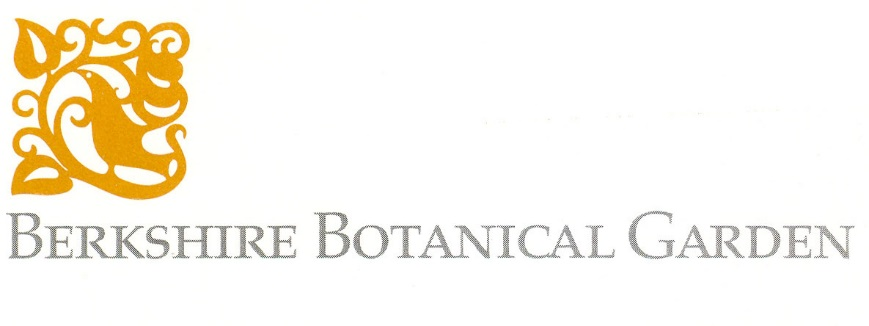 BERKSHIRE BOTANICAL GARDEN